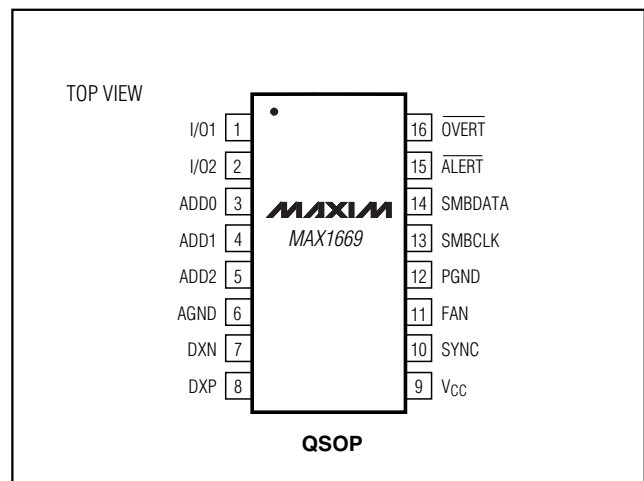 TOP VIEW
I/O1 1
I/O2 2
ADD0 3
ADD1 4
ADD2 5
AGND 6
DXN 7
DXP 8
MAXIM
MAX1669
16 OVERT
15 ALERT
14 SMBDATA
13 SMBCLK
12 PGND
11 FAN
10 SYNC
9 VCC
QSOP